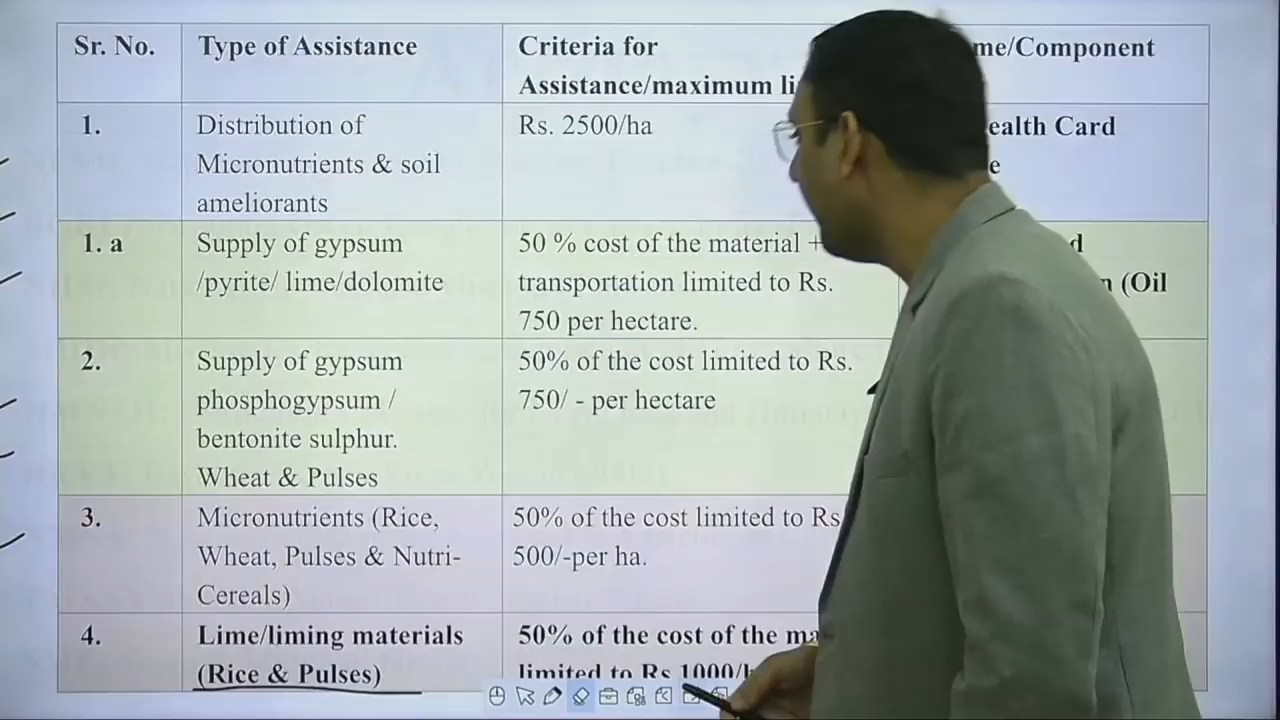 Sr. No. Type of Assistance Criteria for me/Component
Assistance/maximum li
1. Distribution of Rs. 2500/ha ealth Card
Micronutrients & soil e
ameliorants
1. a Supply of gypsum 50 % cost of the material + d
/pyrite/ lime/dolomite transportation limited to Rs. n (Oil
750 per hectare.
2. Supply of gypsum 50% of the cost limited to Rs.
phosphogypsum / 750/ - per hectare
bentonite sulphur.
Wheat & Pulses
3. Micronutrients (Rice, 50% of the cost limited to Rs
Wheat, Pulses & Nutri- 500/-per ha.
Cereals)
4. Lime/liming materials 50% of the cost of the ma
(Rice & Pulses) limited to Rs 1000/h